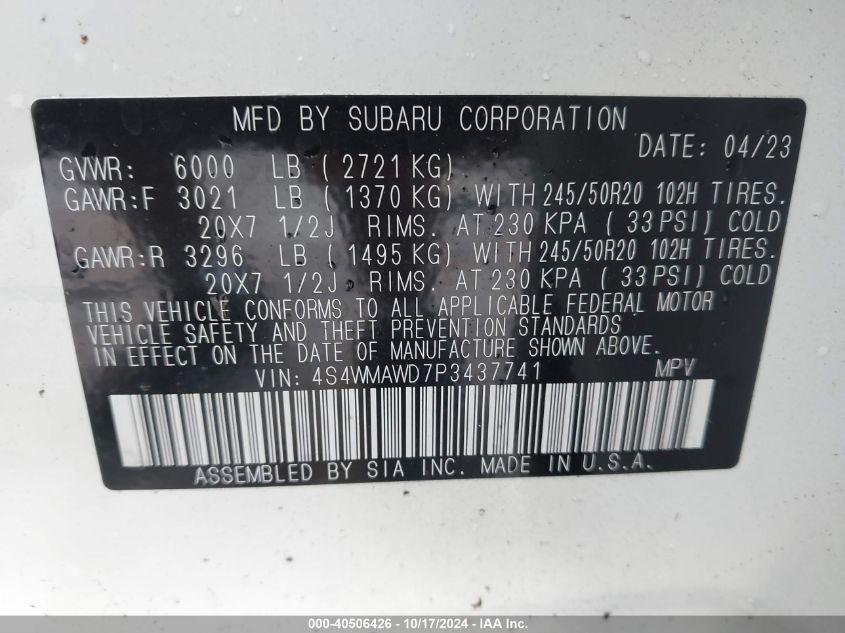 MFD BY SUBARU CORPORATION
DATE: 04/23
GVWR: 6000 LB ( 2721 KG)
GAWR:F 3021 LB ( 1370 KG) WITH 245/50R20 102H TIRES.
20X7 1/2J RIMS. AT 230 KPA ( 33 PSI) COLD
GAWR:R 3296 LB ( 1495 KG) WITH 245/50R20 102H TIRES.
20X7 1/2J RIMS. AT 230 KPA ( 33 PSI) COLD
THIS VEHICLE CONFORMS TO ALL APPLICABLE FEDERAL MOTOR
VEHICLE SAFETY AND THEFT PREVENTION STANDARDS
IN EFFECT ON THE DATE OF MANUFACTURE SHOWN ABOVE.
VIN: 4S4WMAWD7P3437741 MPV
ASSEMBLED BY SIA INC. MADE IN U.S.A.
000-40506426 - 10/17/2024 - IAA Inc.